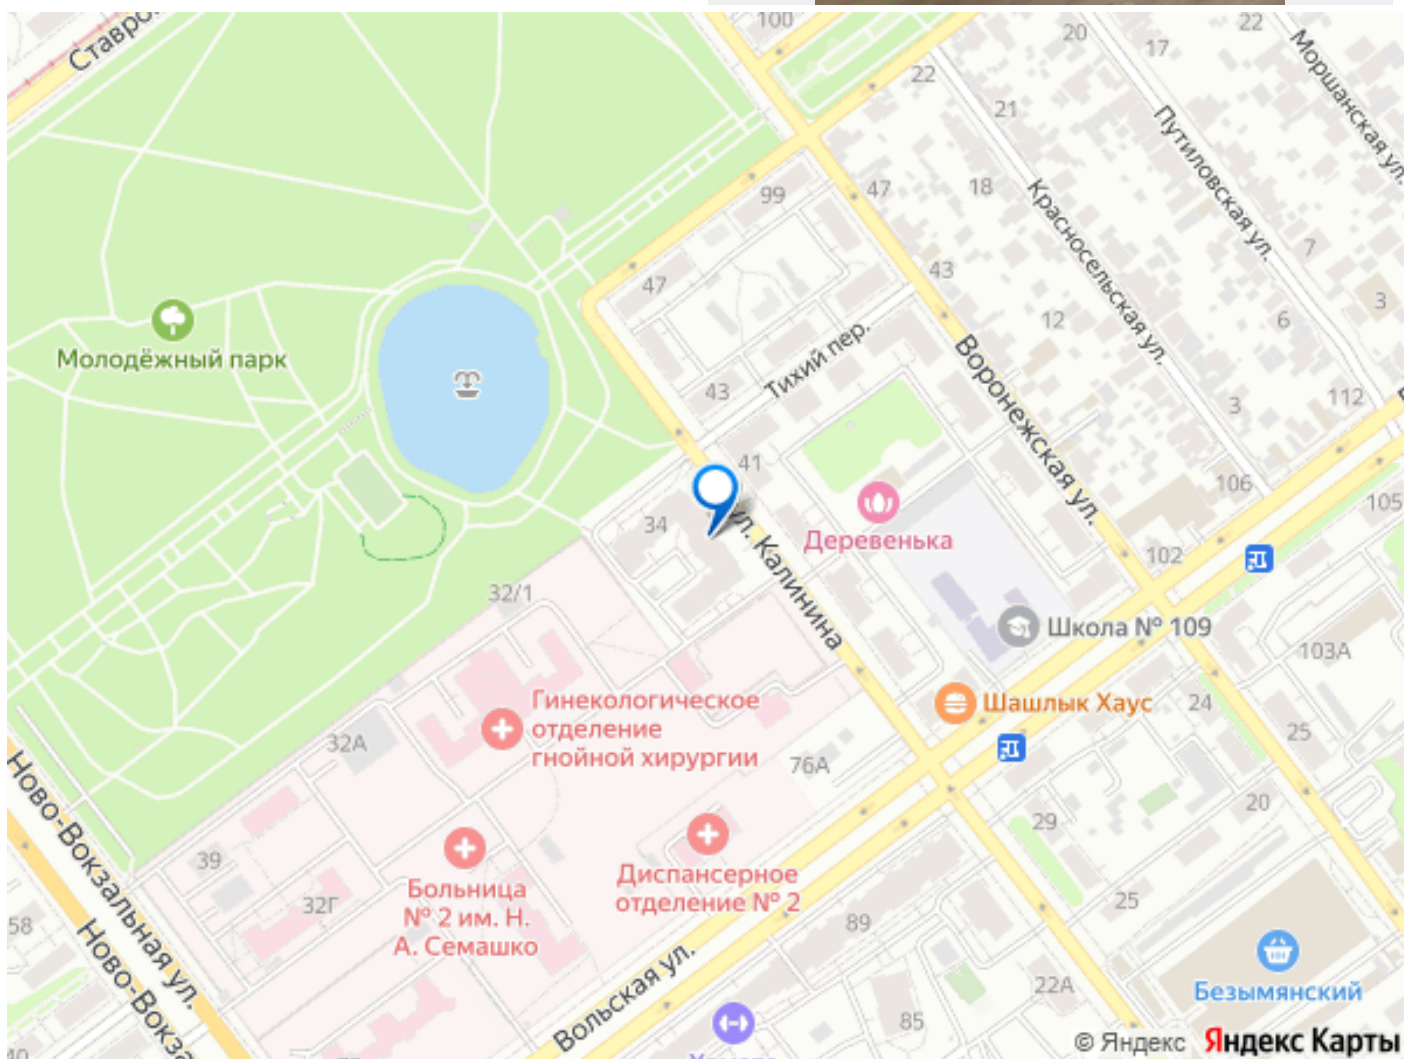 Ставро
100
22
20
17
22
Моршанская ул.
21
Путиловская ул.
99
47
18
Красносельская ул.
7
47
43
3
6
12
Молодёжный парк
Тихий пер.
43
Воронежская ул.
3
112
41
34
106
105
Деревенька
ул. Калинина
102
32/1
Школа № 109
103А
Гинекологическое
отделение
гнойной хирургии
Шашлык Хаус
24
25
32А
76А
Ново-Вокзальная ул.
20
29
39
Диспансерное
отделение № 2
Больница
№ 2 им. Н.
А. Семашко
32Г
25
58
89
Ново-Вокза
Вольская ул.
22А
Безымянский
85
40
© Яндекс Яндекс Карты